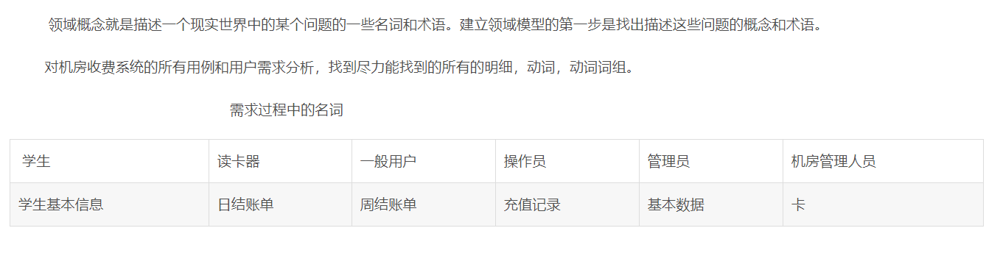 领域概念就是描述一个现实世界中的某个问题的一些名词和术语。建立领域模型的第一步是找出描述这些问题的概念和术语。
对机房收费系统的所有用例和用户需求分析，找到尽力能找到的所有的明细，动词，动词词组。
需求过程中的名词
学生 读卡器 一般用户 操作员 管理员 机房管理人员
学生基本信息 日结账单 周结账单 充值记录 基本数据 卡